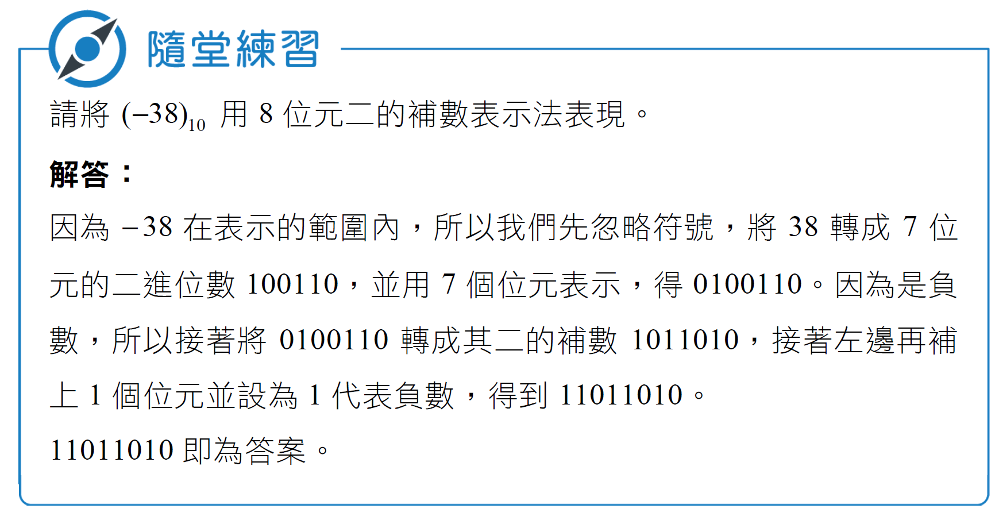 隨堂練習
請將 (−38)₁₀ 用 8 位元二的補數表示法表現。
解答：
因為 −38 在表示的範圍內，所以我們先忽略符號，將 38 轉成 7 位
元的二進位數 100110，並用 7 個位元表示，得 0100110。因為是負
數，所以接著將 0100110 轉成其二的補數 1011010，接著左邊再補
上 1 個位元並設為 1 代表負數，得到 11011010。
11011010 即為答案。